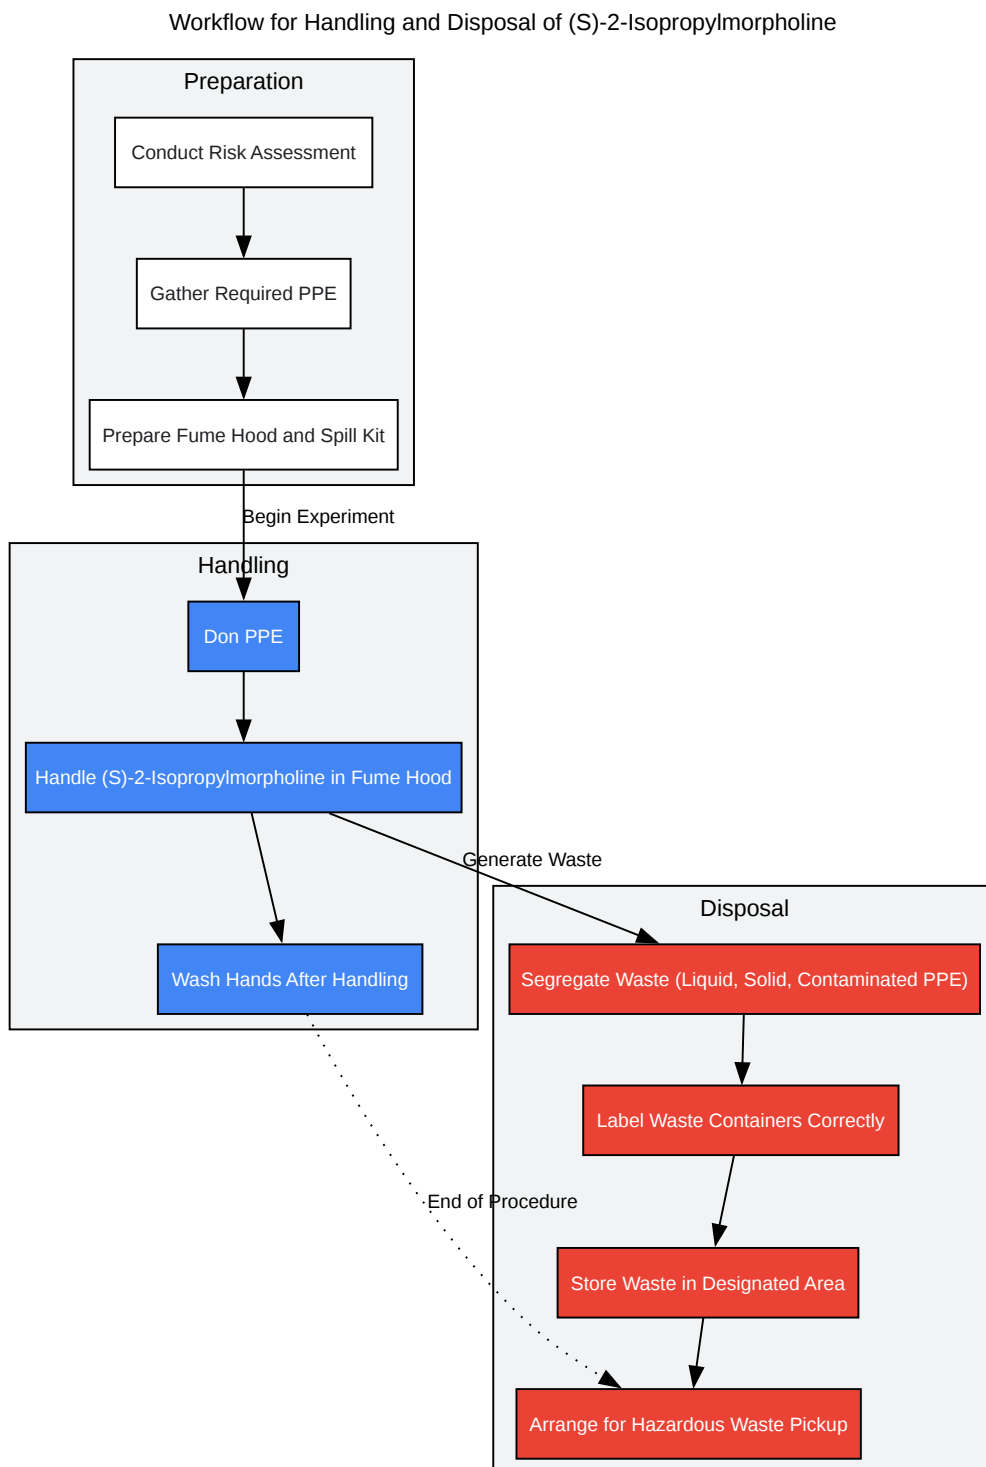 Workflow for Handling and Disposal of (S)-2-Isopropylmorpholine
Preparation
Conduct Risk Assessment
Gather Required PPE
Prepare Fume Hood and Spill Kit
Begin Experiment
Handling
Don PPE
Handle (S)-2-Isopropylmorpholine in Fume Hood
Generate Waste
Disposal
Wash Hands After Handling
Segregate Waste (Liquid, Solid, Contaminated PPE)
Label Waste Containers Correctly
End of Procedure
Store Waste in Designated Area
Arrange for Hazardous Waste Pickup